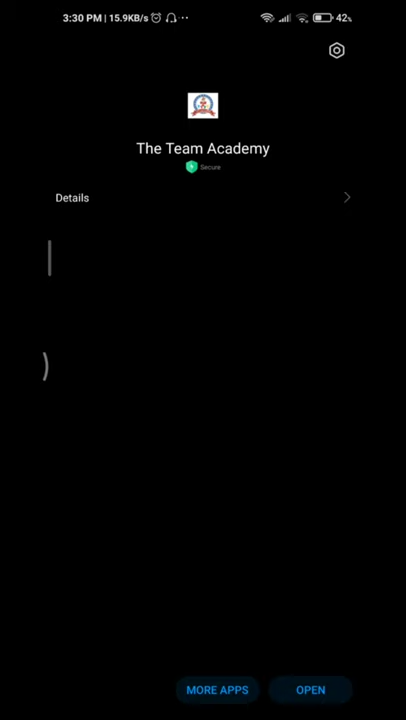 3:30 PM | 15.9KB/s ··· 42%
The Team Academy
Secure
Details
MORE APPS
OPEN